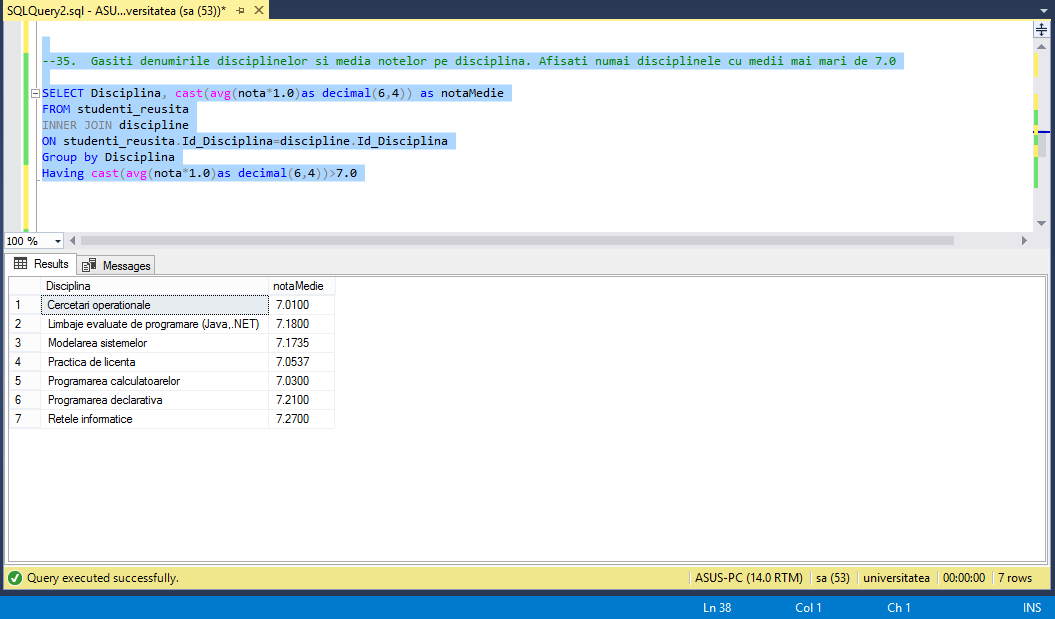 SQLQuery2.sql - ASU...versitatea (sa (53))*
--35.  Gasiti denumirile disciplinelor si media notelor pe disciplina. Afisati numai disciplinele cu medii mai mari de 7.0
SELECT Disciplina, cast(avg(nota*1.0)as decimal(6,4)) as notaMedie
FROM studenti_reusita
INNER JOIN discipline
ON studenti_reusita.Id_Disciplina=discipline.Id_Disciplina
Group by Disciplina
Having cast(avg(nota*1.0)as decimal(6,4))>7.0
100 %
Results Messages
Disciplina notaMedie
1 Cercetari operationale 7.0100
2 Limbaje evaluate de programare (Java,.NET) 7.1800
3 Modelarea sistemelor 7.1735
4 Practica de licenta 7.0537
5 Programarea calculatoarelor 7.0300
6 Programarea declarativa 7.2100
7 Retele informatice 7.2700
Query executed successfully. ASUS-PC (14.0 RTM) sa (53) universitatea 00:00:00 7 rows
Ln 38 Col 1 Ch 1 INS